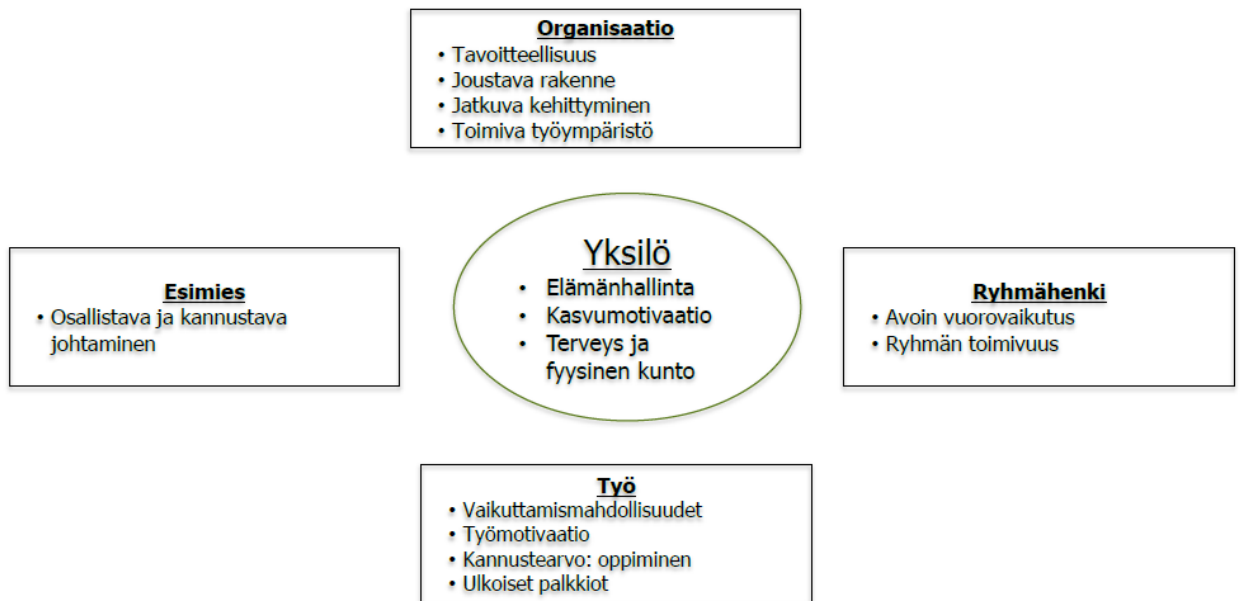 Organisaatio
• Tavoitteellisuus
• Joustava rakenne
• Jatkuva kehittyminen
• Toimiva työympäristö
Esimies
• Osallistava ja kannustava
johtaminen
Yksilö
• Elämänhallinta
• Kasvumotivaatio
• Terveys ja
fyysinen kunto
Ryhmähenki
• Avoin vuorovaikutus
• Ryhmän toimivuus
Työ
• Vaikuttamismahdollisuudet
• Työmotivaatio
• Kannustearvo: oppiminen
• Ulkoiset palkkiot